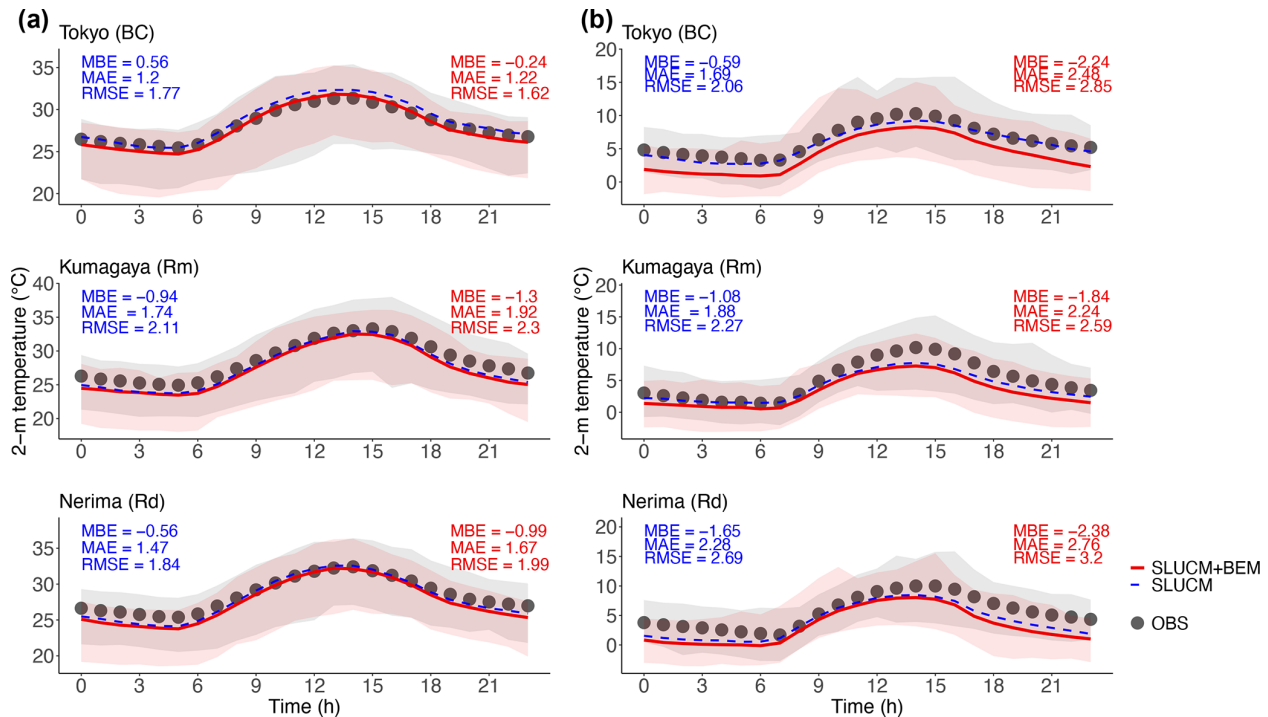 (a)
Tokyo (BC)
MBE = 0.56
MAE = 1.2
RMSE = 1.77
MBE = −0.24
MAE = 1.22
RMSE = 1.62
35
30
25
20
0 3 6 9 12 15 18 21
Kumagaya (Rm)
MBE = −0.94
MAE = 1.74
RMSE = 2.11
MBE = −1.3
MAE = 1.92
RMSE = 2.3
40
35
30
25
20
0 3 6 9 12 15 18 21
2−m temperature (°C)
Nerima (Rd)
MBE = −0.56
MAE = 1.47
RMSE = 1.84
MBE = −0.99
MAE = 1.67
RMSE = 1.99
35
30
25
20
0 3 6 9 12 15 18 21
Time (h)
(b)
Tokyo (BC)
MBE = −0.59
MAE = 1.69
RMSE = 2.06
MBE = −2.24
MAE = 2.48
RMSE = 2.85
20
15
10
5
0
0 3 6 9 12 15 18 21
Kumagaya (Rm)
MBE = −1.08
MAE = 1.88
RMSE = 2.27
MBE = −1.84
MAE = 2.24
RMSE = 2.59
20
15
10
5
0
0 3 6 9 12 15 18 21
2−m temperature (°C)
Nerima (Rd)
MBE = −1.65
MAE = 2.28
RMSE = 2.69
MBE = −2.38
MAE = 2.76
RMSE = 3.2
20
15
10
5
0
0 3 6 9 12 15 18 21
Time (h)
SLUCM+BEM
SLUCM
OBS